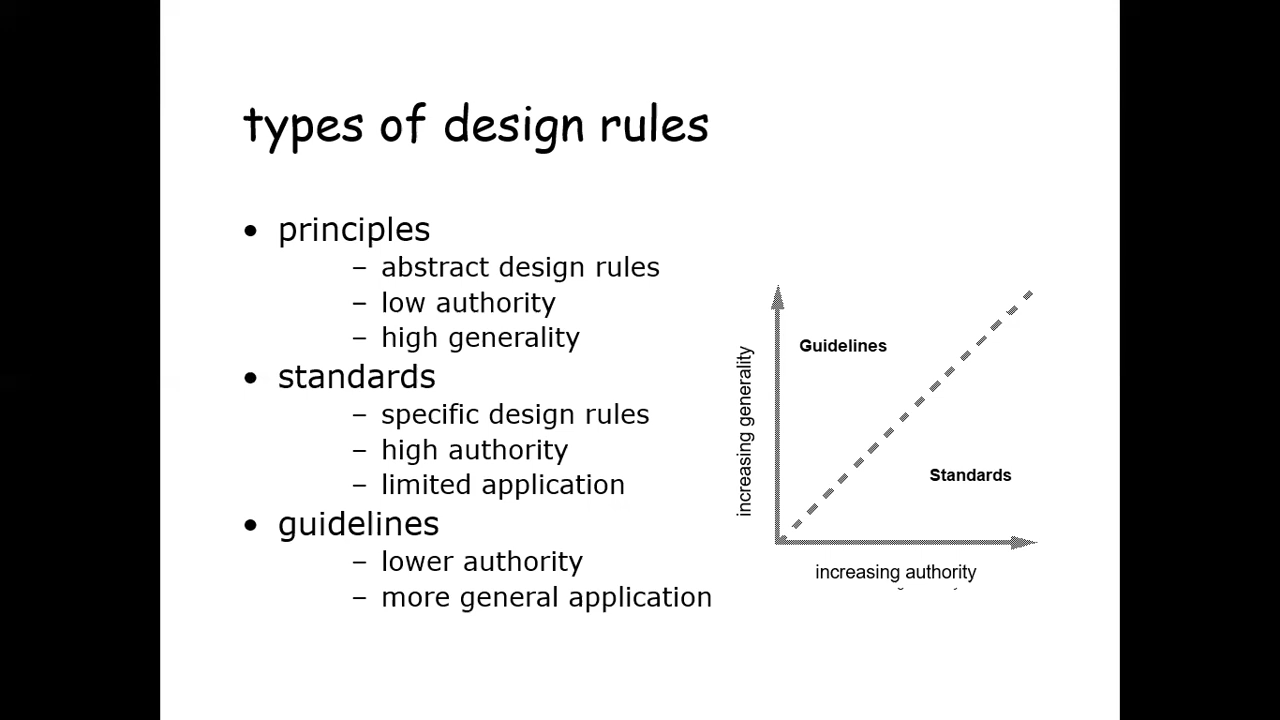 types of design rules
• principles
– abstract design rules
– low authority
– high generality
• standards
– specific design rules
– high authority
– limited application
• guidelines
– lower authority
– more general application
increasing generality
Guidelines
Standards
increasing authority